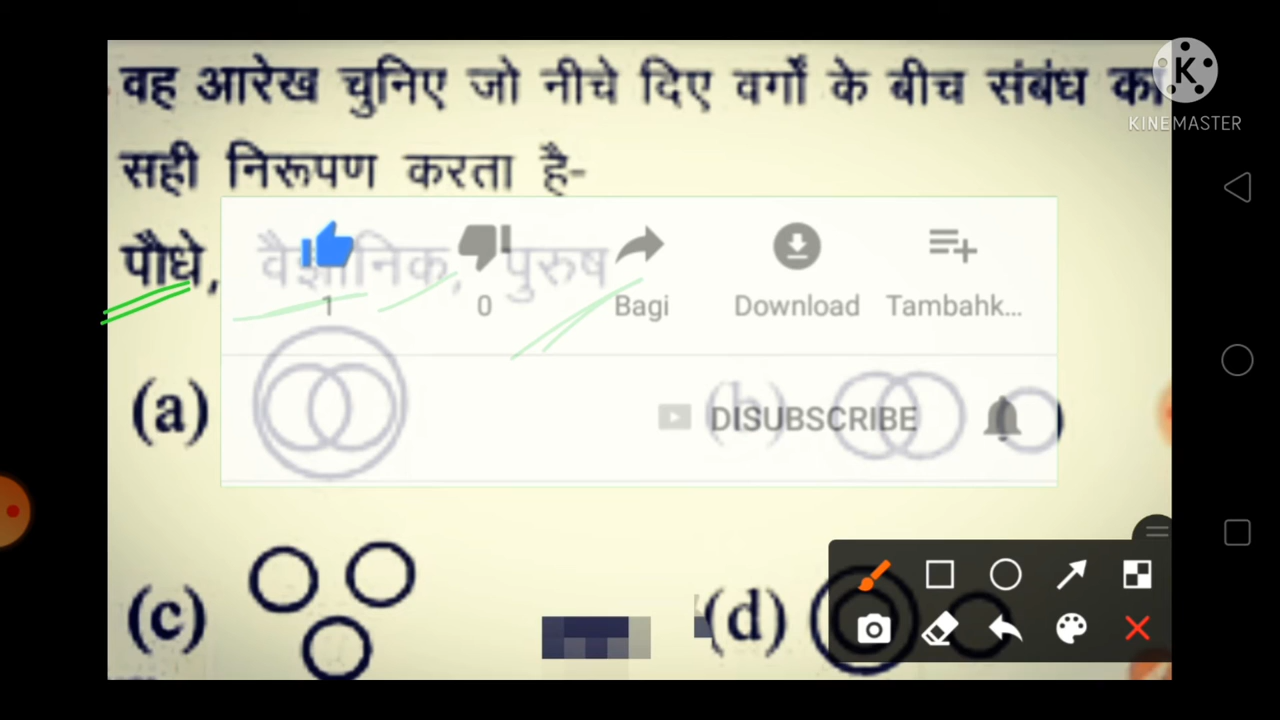 वह आरेख चुनिए जो नीचे दिए वर्गों के बीच संबंध का
K
KINEMASTER
सही निरूपण करता है-
पौधे, वैज्ञानिक, पुरुष
1 0 Bagi Download Tambahk...
(a) (b)
DISUBSCRIBE
(c) (d)